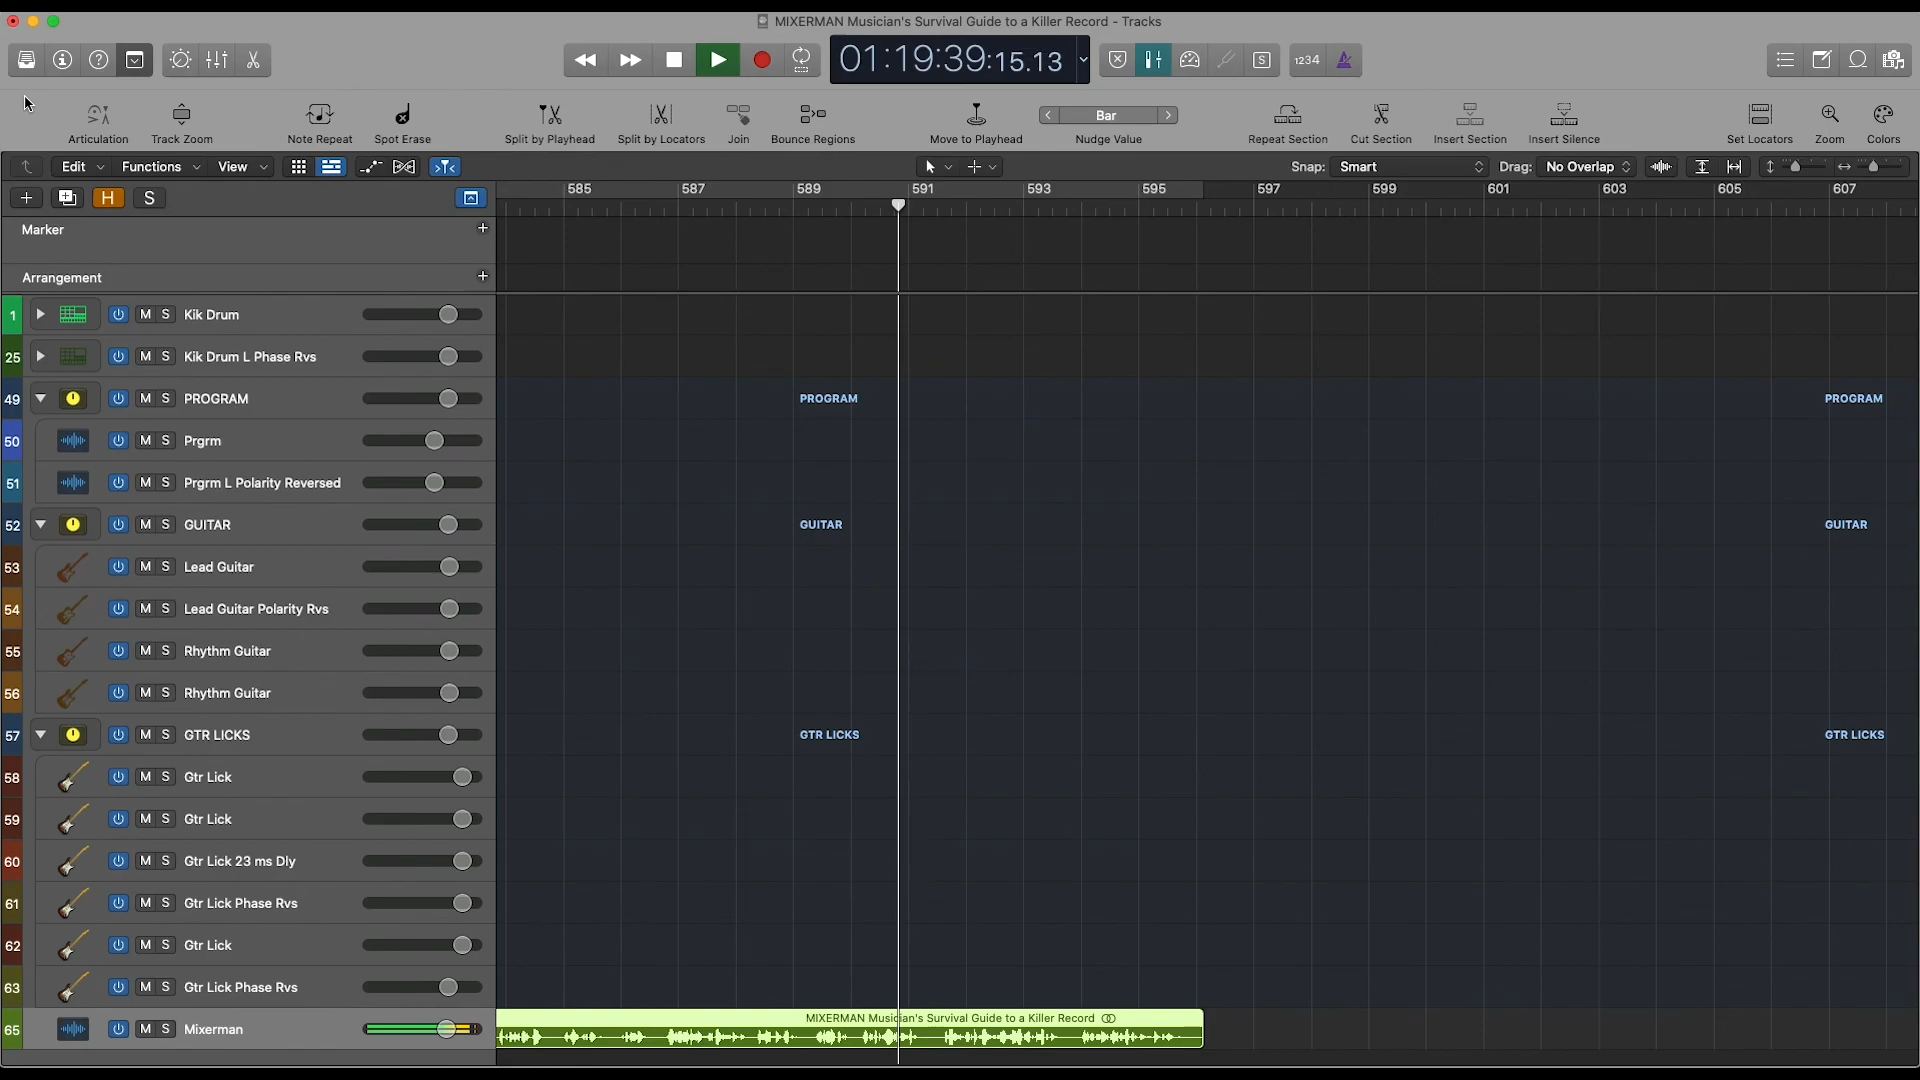 MIXERMAN Musician's Survival Guide to a Killer Record - Tracks
01:19:39:15.13
S
1234
Articulation
Track Zoom
Note Repeat
Spot Erase
Split by Playhead
Split by Locators
Join
Bounce Regions
Move to Playhead
Bar
Nudge Value
Repeat Section
Cut Section
Insert Section
Insert Silence
Set Locators
Zoom
Colors
Edit
Functions
View
Snap: Smart
Drag: No Overlap
H S
585 587 589 591 593 595 597 599 601 603 605 607
Marker
Arrangement
1 M S Kik Drum
25 M S Kik Drum L Phase Rvs
49 M S PROGRAM
PROGRAM
PROGRAM
50 M S Prgrm
51 M S Prgrm L Polarity Reversed
52 M S GUITAR
GUITAR
GUITAR
53 M S Lead Guitar
54 M S Lead Guitar Polarity Rvs
55 M S Rhythm Guitar
56 M S Rhythm Guitar
57 M S GTR LICKS
GTR LICKS
GTR LICKS
58 M S Gtr Lick
59 M S Gtr Lick
60 M S Gtr Lick 23 ms Dly
61 M S Gtr Lick Phase Rvs
62 M S Gtr Lick
63 M S Gtr Lick Phase Rvs
65 M S Mixerman
MIXERMAN Musician's Survival Guide to a Killer Record